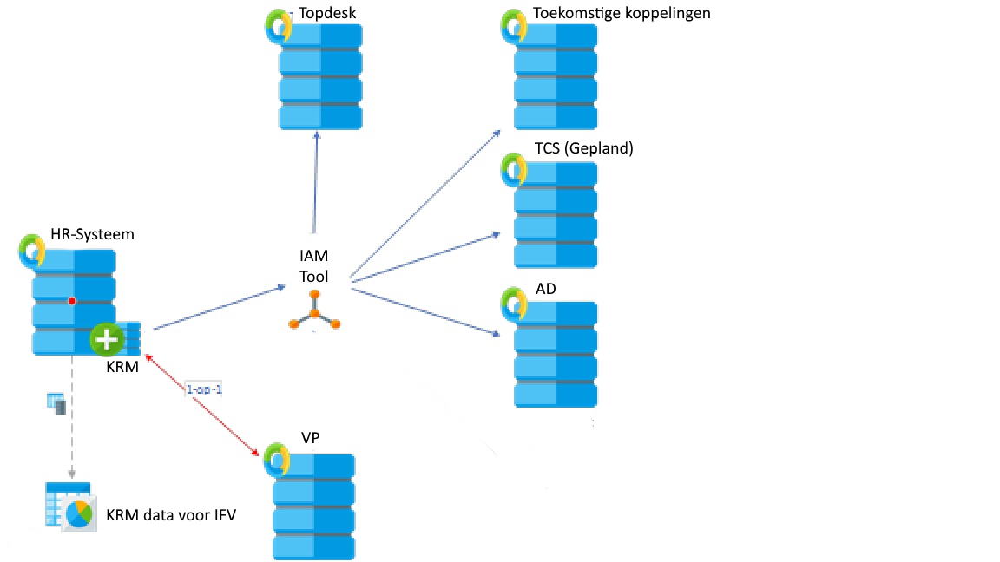 Topdesk
Toekomstige koppelingen
TCS (Gepland)
HR-Systeem
IAM
Tool
AD
KRM
1-op-1
VP
KRM data voor IFV